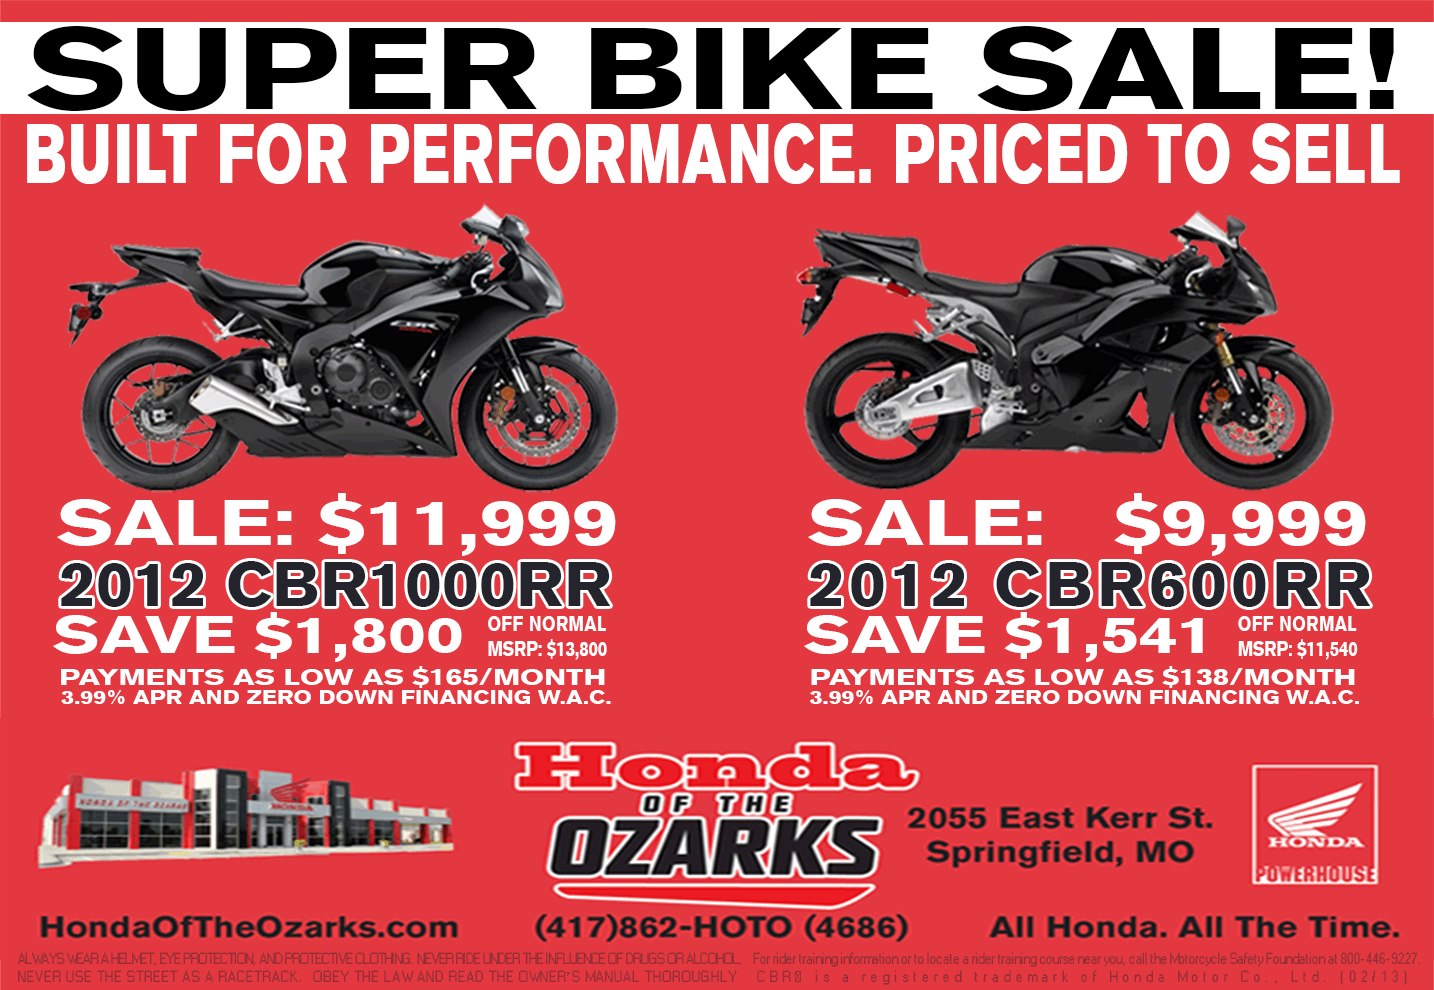 SUPER BIKE SALE!
BUILT FOR PERFORMANCE. PRICED TO SELL
CBR
SALE: $11,999
2012 CBR1000RR
SAVE $1,800 OFF NORMAL
MSRP: $13,800
PAYMENTS AS LOW AS $165/MONTH
3.99% APR AND ZERO DOWN FINANCING W.A.C.
SALE: $9,999
2012 CBR600RR
SAVE $1,541 OFF NORMAL
MSRP: $11,540
PAYMENTS AS LOW AS $138/MONTH
3.99% APR AND ZERO DOWN FINANCING W.A.C.
HONDA OF THE OZARKS
HONDA
Honda
OF THE
OZARKS
2055 East Kerr St.
Springfield, MO
HONDA
POWERHOUSE
HondaOfTheOzarks.com
(417)862-HOTO (4686)
All Honda. All The Time.
ALWAYS WEAR A HELMET, EYE PROTECTION, AND PROTECTIVE CLOTHING. NEVER RIDE UNDER THE INFLUENCE OF DRUGS OR ALCOHOL, For rider training information or to locate a rider training course near you, call the Motorcycle Safety Foundation at 800-446-9227.
NEVER USE THE STREET AS A RACETRACK. OBEY THE LAW AND READ THE OWNER'S MANUAL THOROUGHLY CBR® is a registered trademark of Honda Motor Co., Ltd. (02/13)